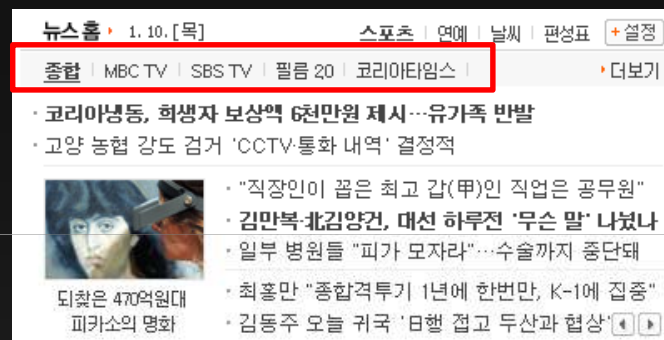 뉴스 홈 1. 10. [목] 스포츠 | 연예 | 날씨 | 편성표 +설정
종합 | MBC TV | SBS TV | 필름 20 | 코리아타임스 | 더보기
· 코리아냉동, 희생자 보상액 6천만원 제시…유가족 반발
· 고양 농협 강도 검거 'CCTV·통화 내역' 결정적
· "직장인이 꼽은 최고 갑(甲)인 직업은 공무원"
· 김만복·北김양건, 대선 하루전 '무슨 말' 나눴나
· 일부 병원들 "피가 모자라"…수술까지 중단돼
· 최홍만 "종합격투기 1년에 한번만, K-1에 집중"
· 김동주 오늘 귀국 '日행 접고 두산과 협상'
되찾은 470억원대
피카소의 명화